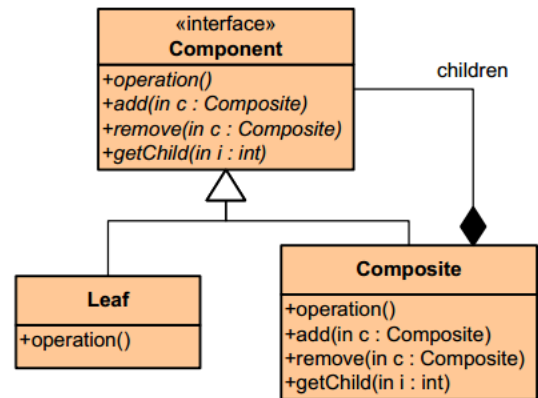 «interface»
Component
+operation()
+add(in c : Composite)
+remove(in c : Composite)
+getChild(in i : int)
children
Leaf
+operation()
Composite
+operation()
+add(in c : Composite)
+remove(in c : Composite)
+getChild(in i : int)